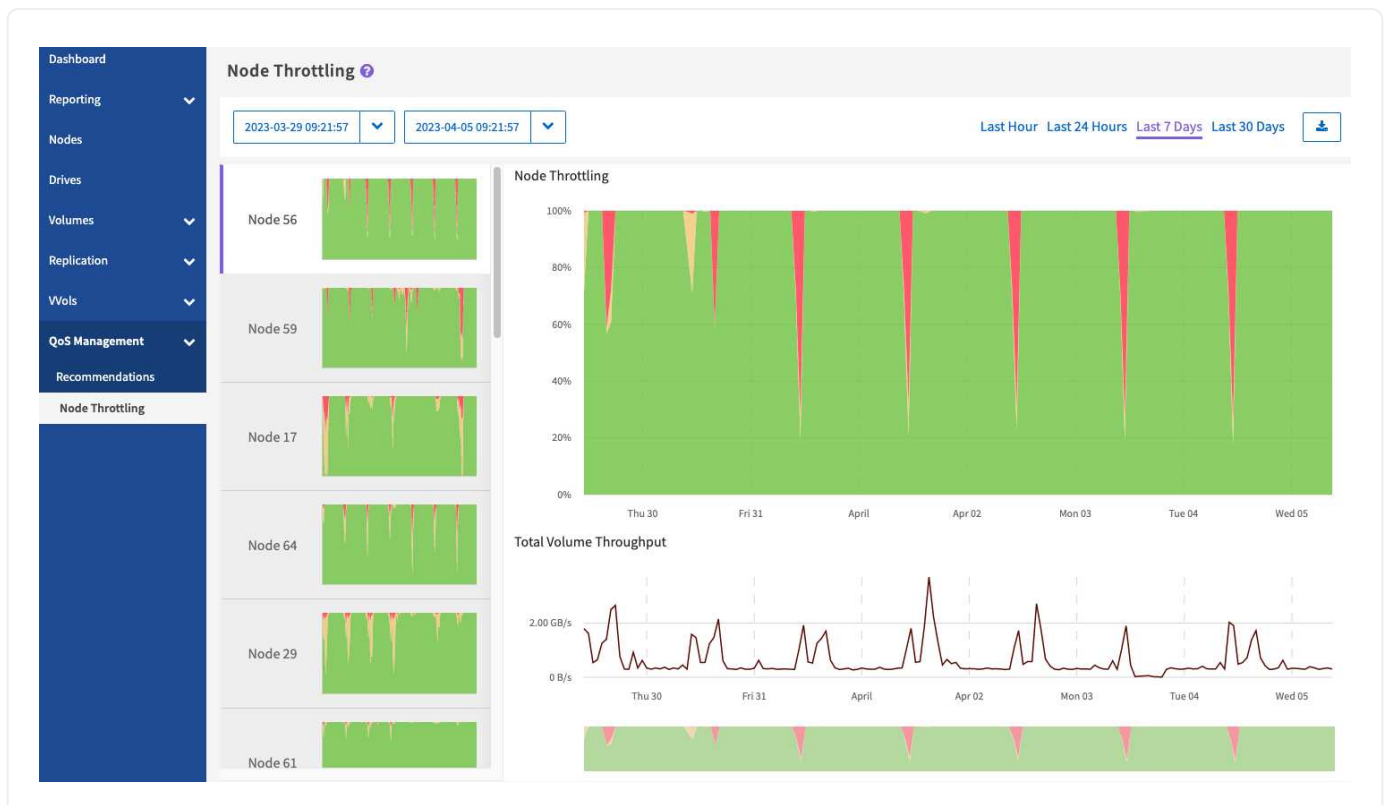 Dashboard
Reporting
Nodes
Drives
Volumes
Replication
VVols
QoS Management
Recommendations
Node Throttling
Node Throttling ?
2023-03-29 09:21:57
2023-04-05 09:21:57
Last Hour Last 24 Hours Last 7 Days Last 30 Days
Node 56
Node 59
Node 17
Node 64
Node 29
Node 61
Node Throttling
100%
80%
60%
40%
20%
0%
Thu 30 Fri 31 April Apr 02 Mon 03 Tue 04 Wed 05
Total Volume Throughput
2.00 GB/s
0 B/s
Thu 30 Fri 31 April Apr 02 Mon 03 Tue 04 Wed 05